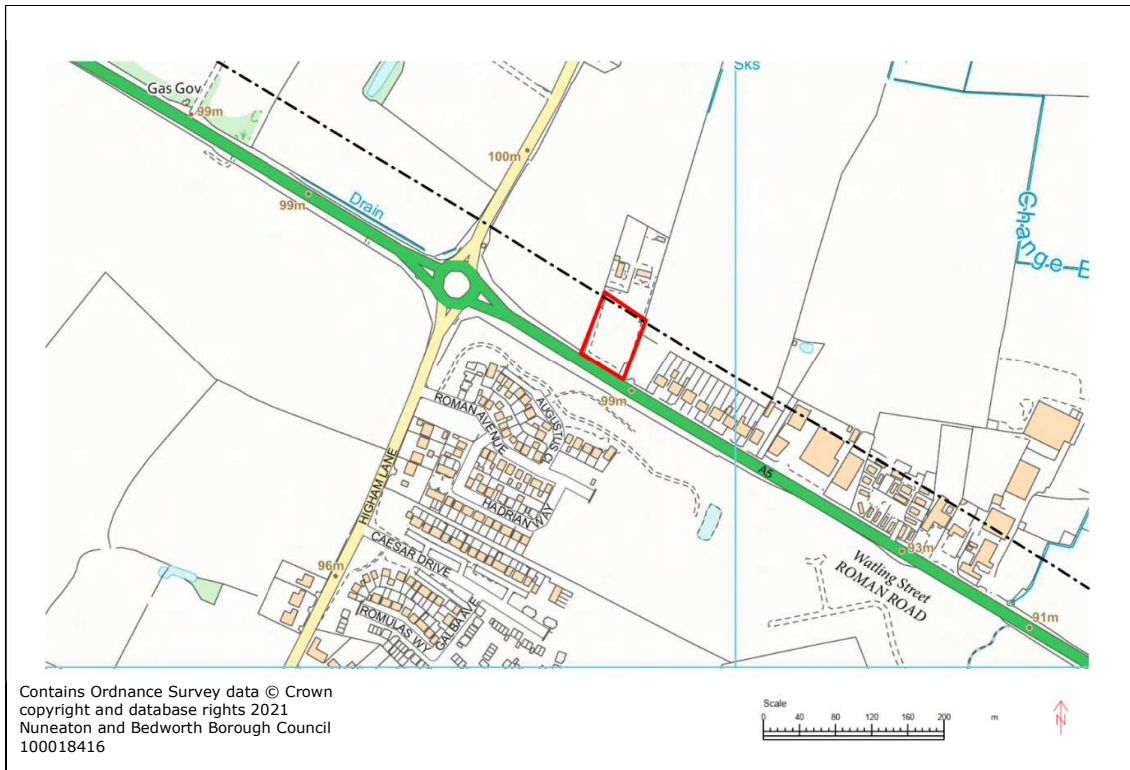 Sks
Gas Gov
99m
100m
Drain
99m
Change B
99m
ROMAN AVENUE
AUGUSTUS CL
HIGHAM LANE
HADRIAN WAY
A5
CAESAR DRIVE
93m
96m
Watling Street
ROMAN ROAD
GALBA AVE
ROMULAS WY
91m
Contains Ordnance Survey data © Crown
copyright and database rights 2021
Nuneaton and Bedworth Borough Council
100018416
Scale
0 40 80 120 160 200 m
N